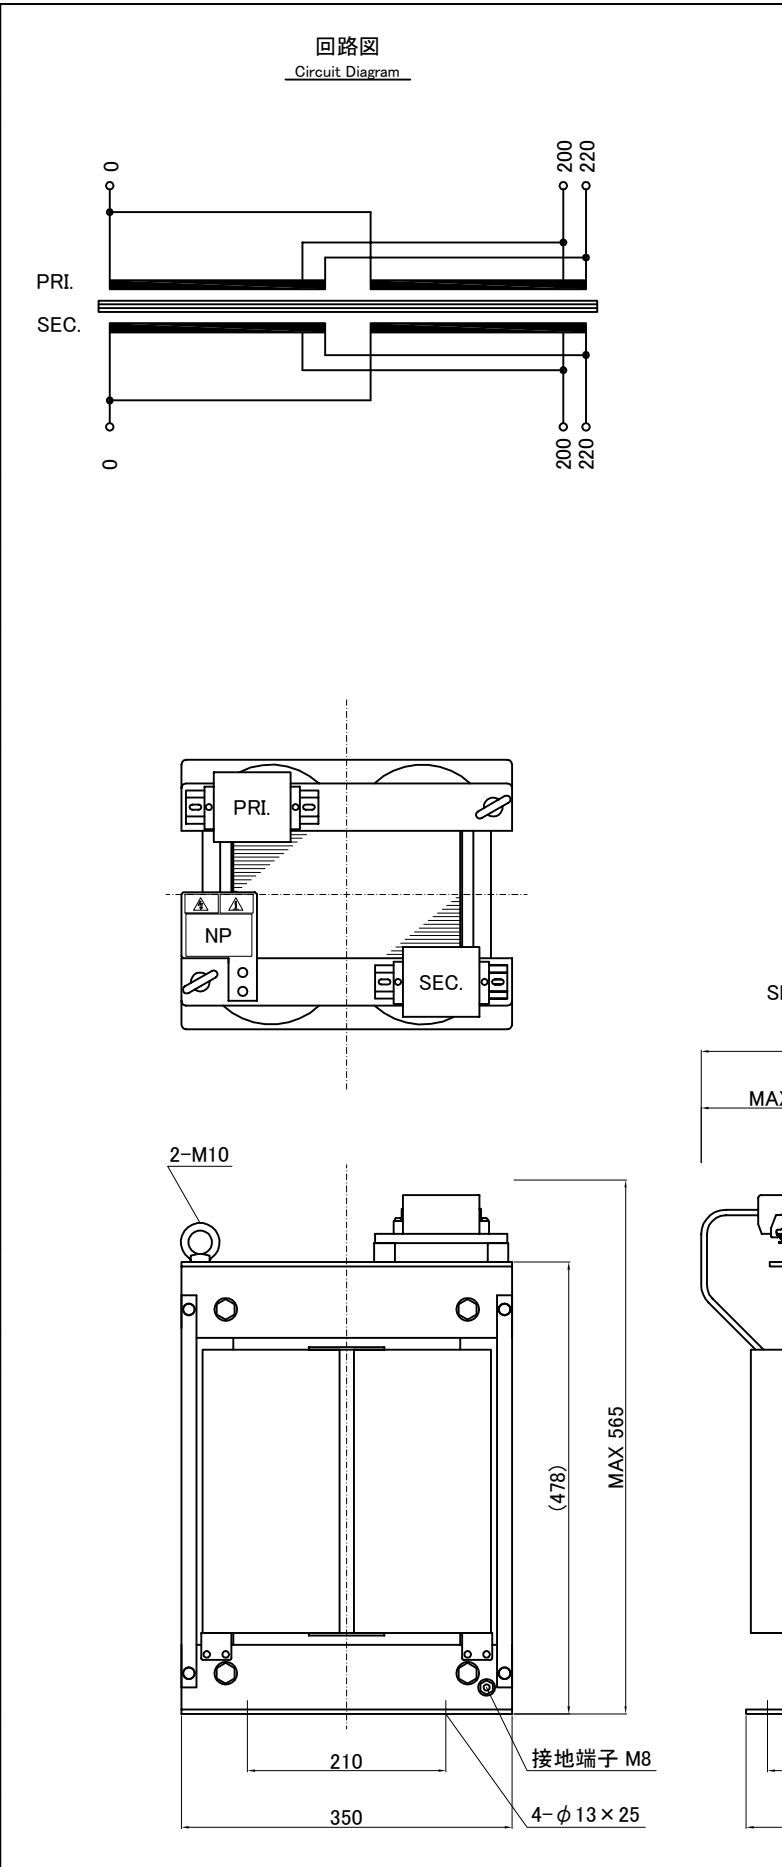 回路図
Circuit Diagram
0
200
220
PRI.
SEC.
0
200
220
PRI.
NP
SEC.
MAX
2-M10
(478)
MAX 565
210
接地端子 M8
350
4-φ13×25